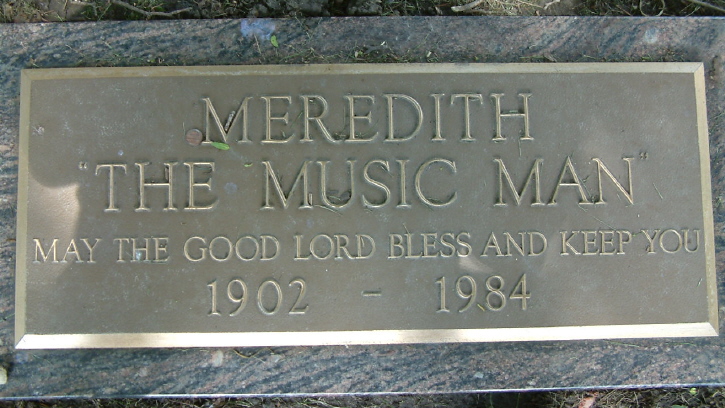 MEREDITH
"THE MUSIC MAN"
MAY THE GOOD LORD BLESS AND KEEP YOU
1902 - 1984